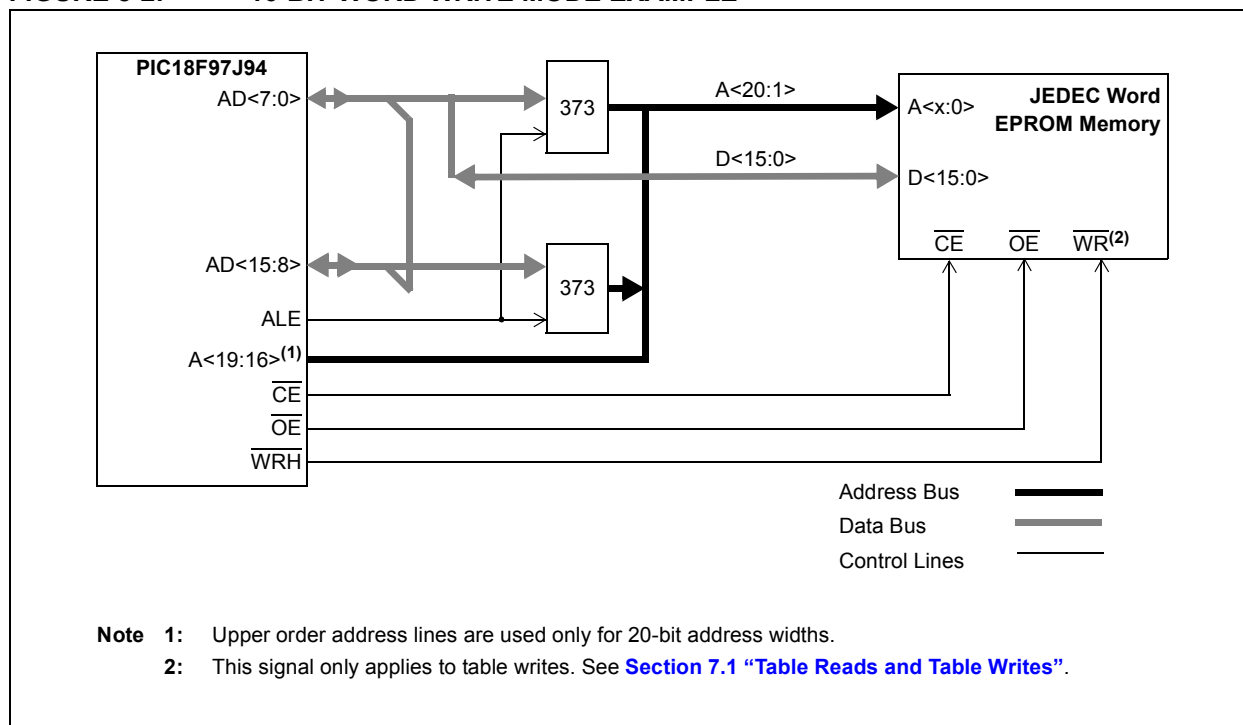 PIC18F97J94
AD<7:0>
373
A<20:1>
A<x:0>
JEDEC Word
EPROM Memory
D<15:0>
D<15:0>
CE
OE
WR(2)
AD<15:8>
373
ALE
A<19:16>(1)
CE
OE
WRH
Address Bus
Data Bus
Control Lines
Note 1: Upper order address lines are used only for 20-bit address widths.
2: This signal only applies to table writes. See Section 7.1 “Table Reads and Table Writes”.